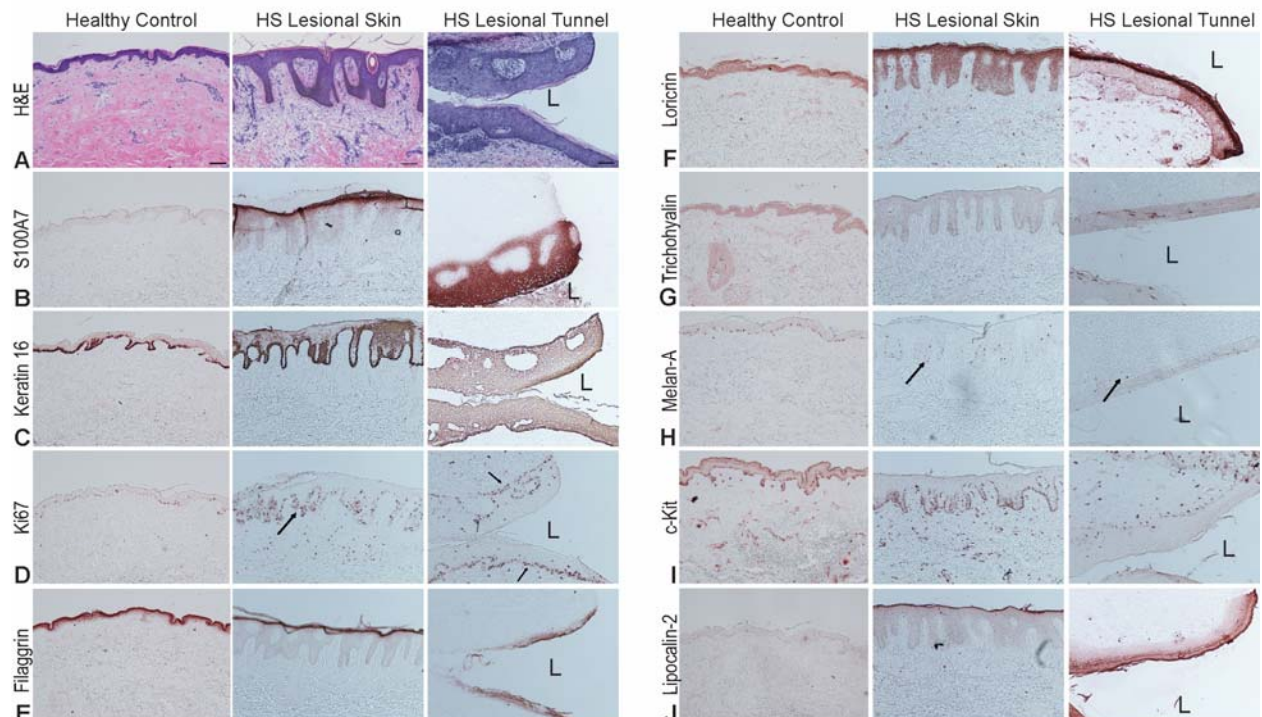 Healthy Control HS Lesional Skin HS Lesional Tunnel
H&E
L
A
S100A7
L
B
Keratin 16
L
C
Ki67
L
D
Filaggrin
L
E
Healthy Control HS Lesional Skin HS Lesional Tunnel
Loricrin
L
F
Trichohyalin
L
G
Melan-A
L
H
c-Kit
L
I
Lipocalin-2
L
J